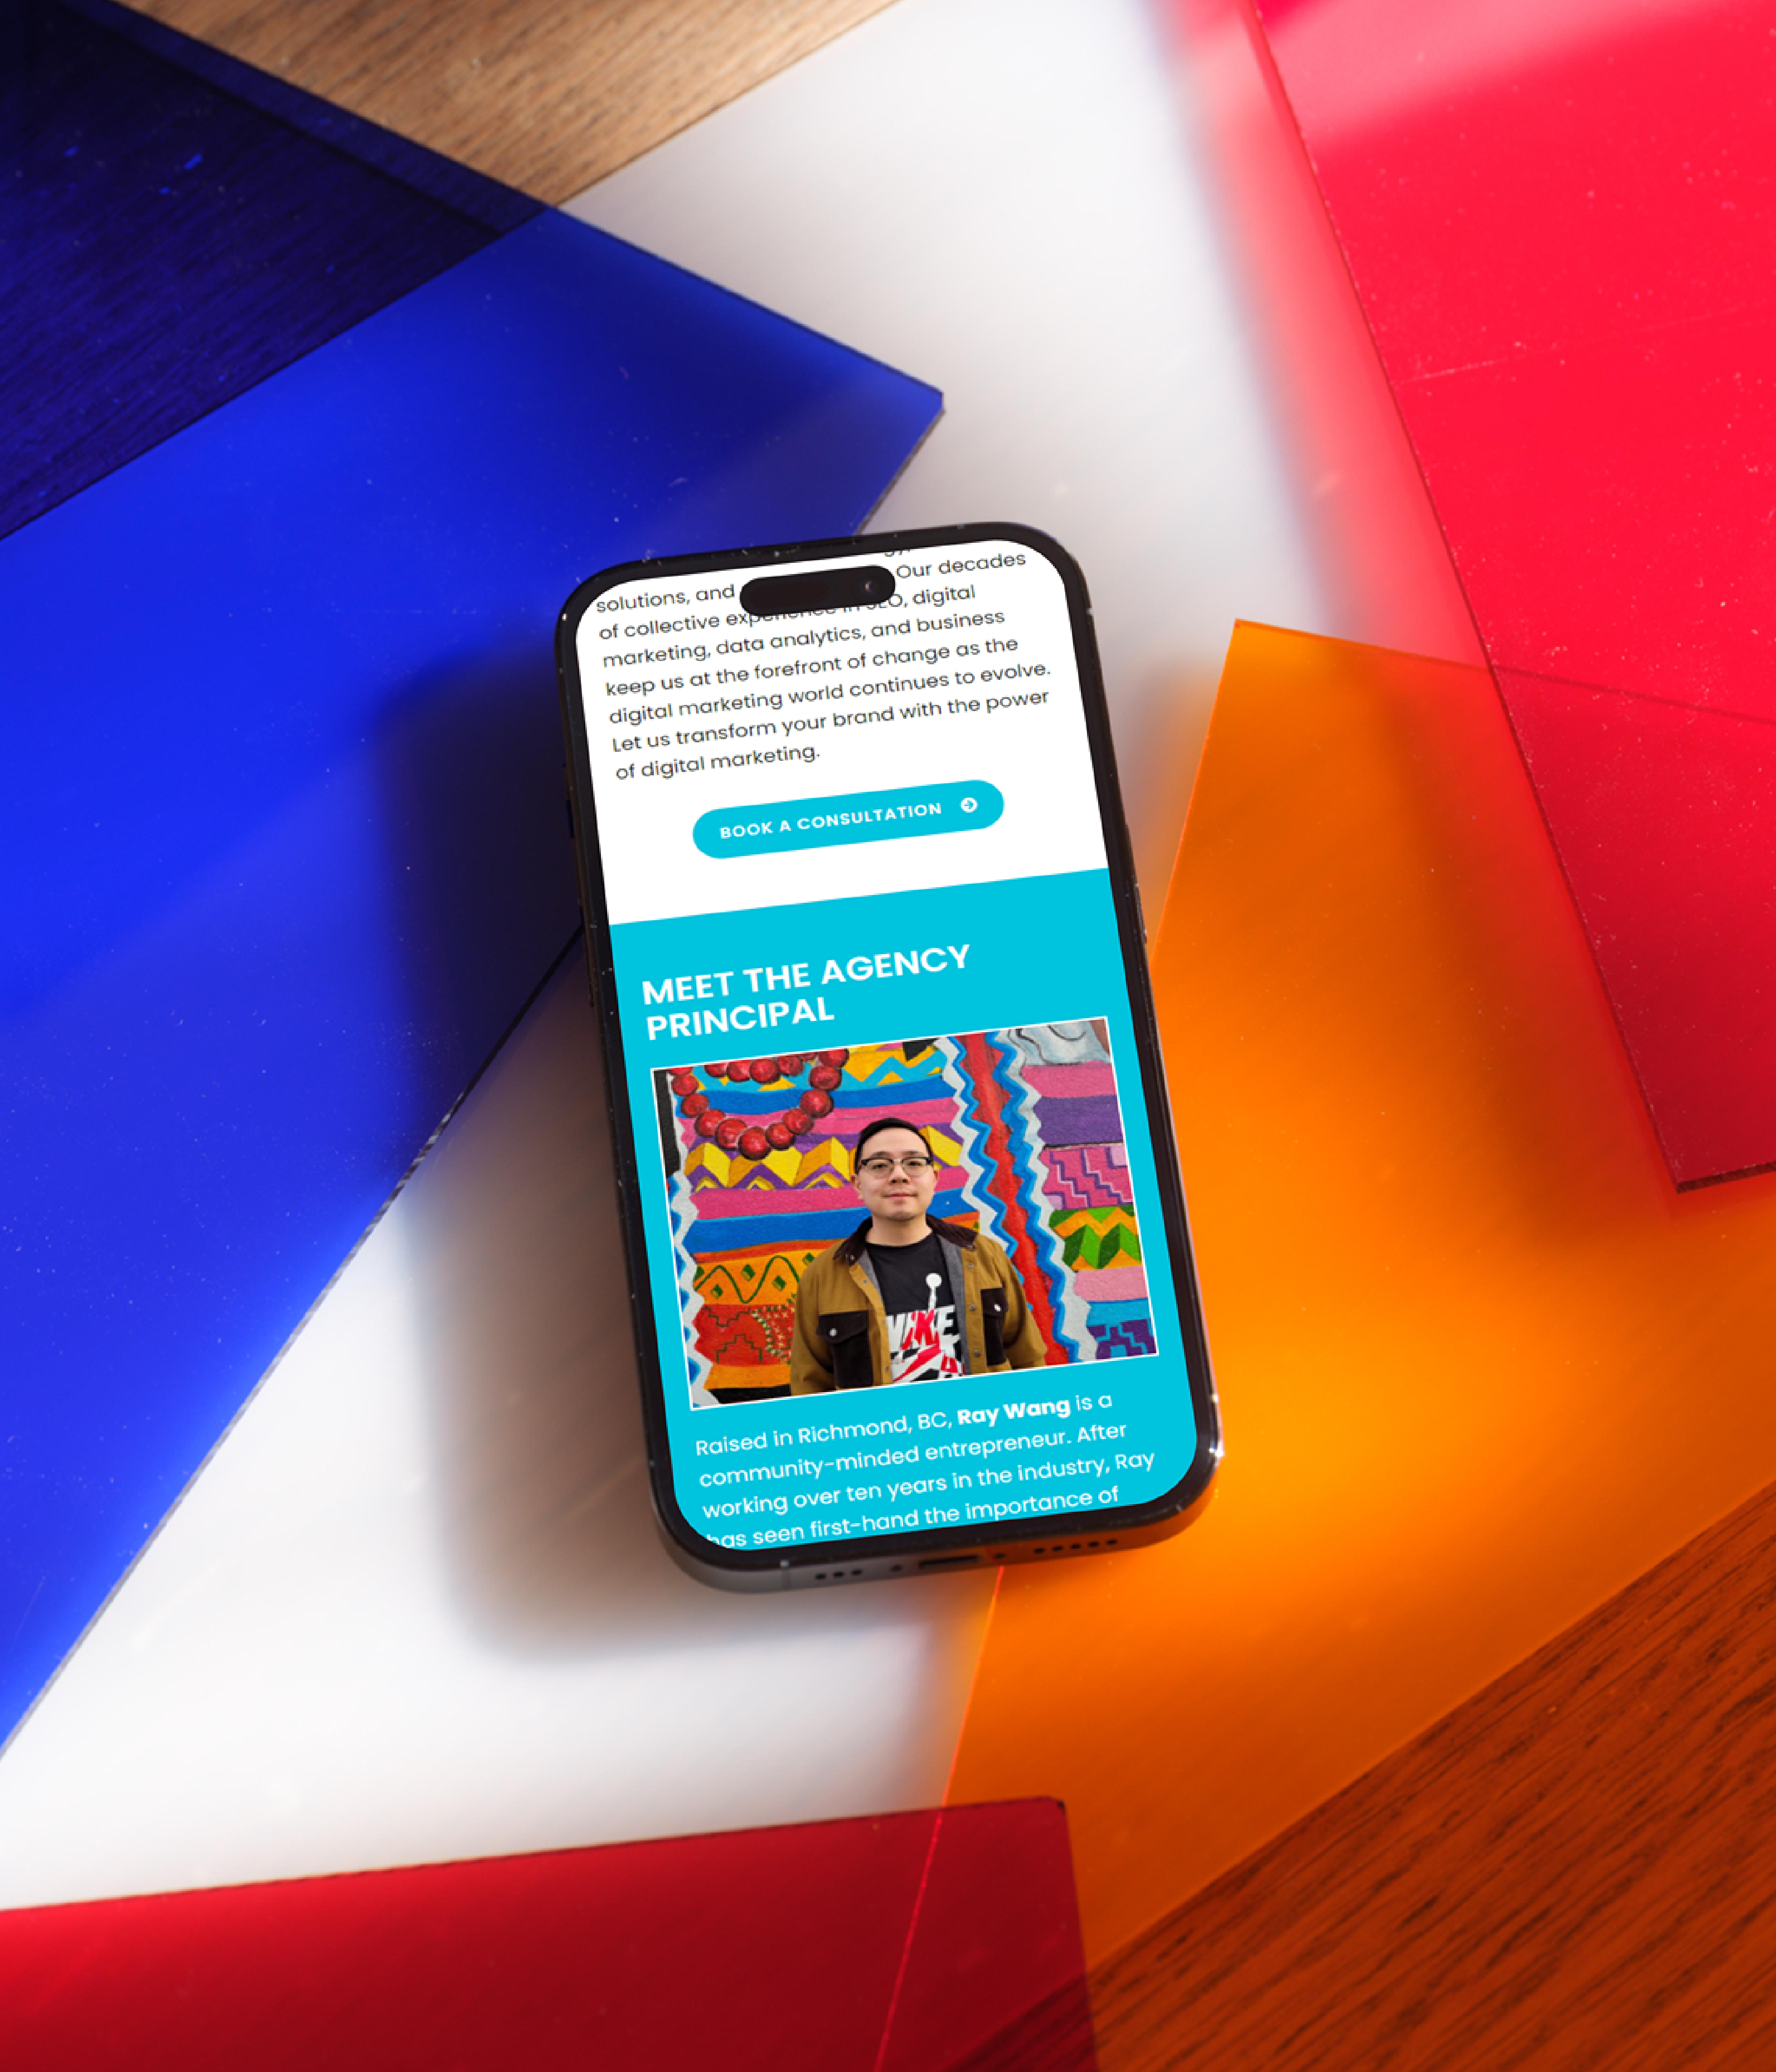 solutions, and Our decades
of collective experience in SEO, digital
marketing, data analytics, and business
keep us at the forefront of change as the
digital marketing world continues to evolve.
Let us transform your brand with the power
of digital marketing.
BOOK A CONSULTATION
MEET THE AGENCY
PRINCIPAL
NIKE
Raised in Richmond, BC, Ray Wang is a
community-minded entrepreneur. After
working over ten years in the industry, Ray
has seen first-hand the importance of